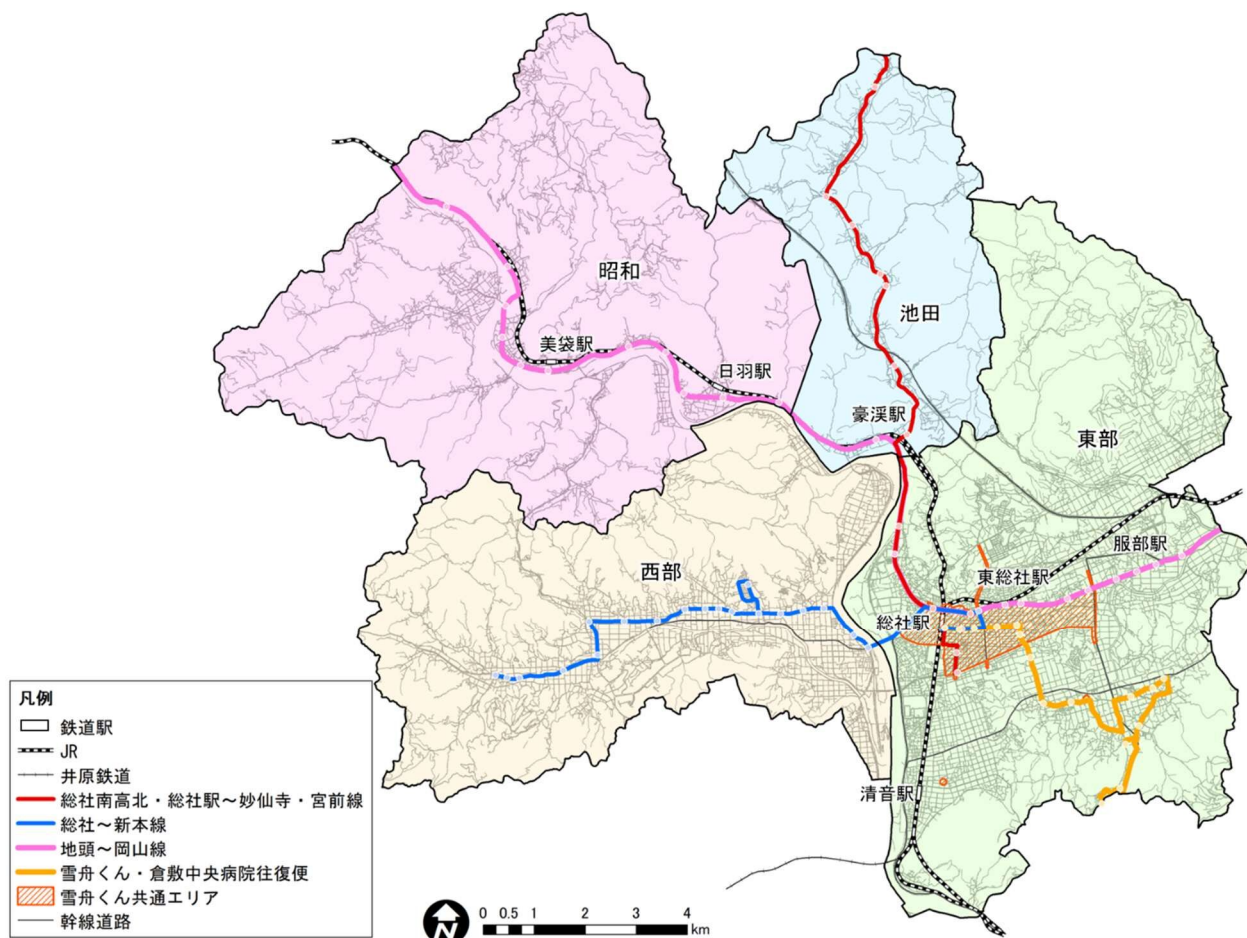 昭和
池田
美袋駅
日羽駅
豪渓駅
東部
服部駅
東総社駅
西部
総社駅
清音駅
凡例
鉄道駅
JR
井原鉄道
総社南高北・総社駅～妙仙寺・宮前線
総社～新本線
地頭～岡山線
雪舟くん・倉敷中央病院往復便
雪舟くん共通エリア
幹線道路
N
0 0.5 1 2 3 4
km